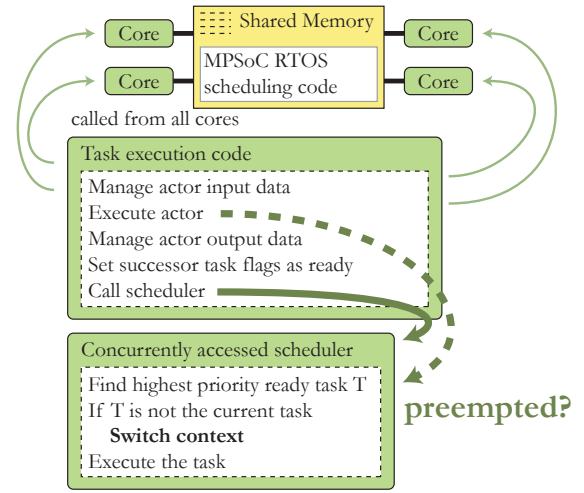 Shared Memory
Core
Core
MPSoC RTOS
scheduling code
Core
Core
called from all cores
Task execution code
Manage actor input data
Execute actor
Manage actor output data
Set successor task flags as ready
Call scheduler
Concurrently accessed scheduler
Find highest priority ready task T
If T is not the current task
Switch context
Execute the task
preempted?